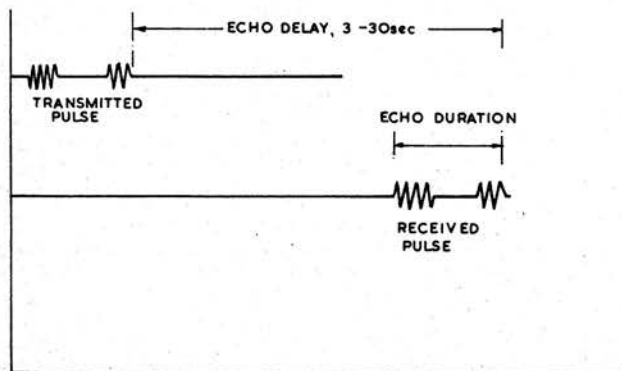 ECHO DELAY, 3 -30sec
TRANSMITTED
PULSE
ECHO DURATION
RECEIVED
PULSE